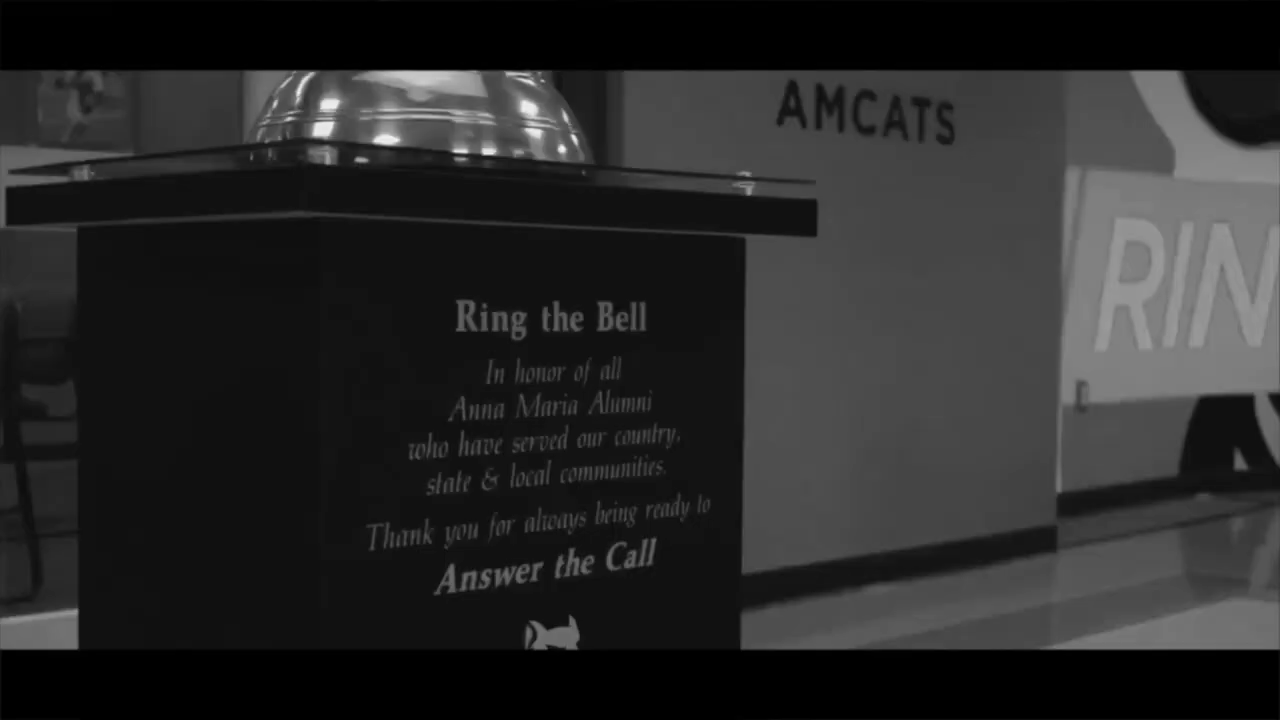 AMCATS
RIN
Ring the Bell
In honor of all
Anna Maria Alumni
who have served our country,
state & local communities.
Thank you for always being ready to
Answer the Call